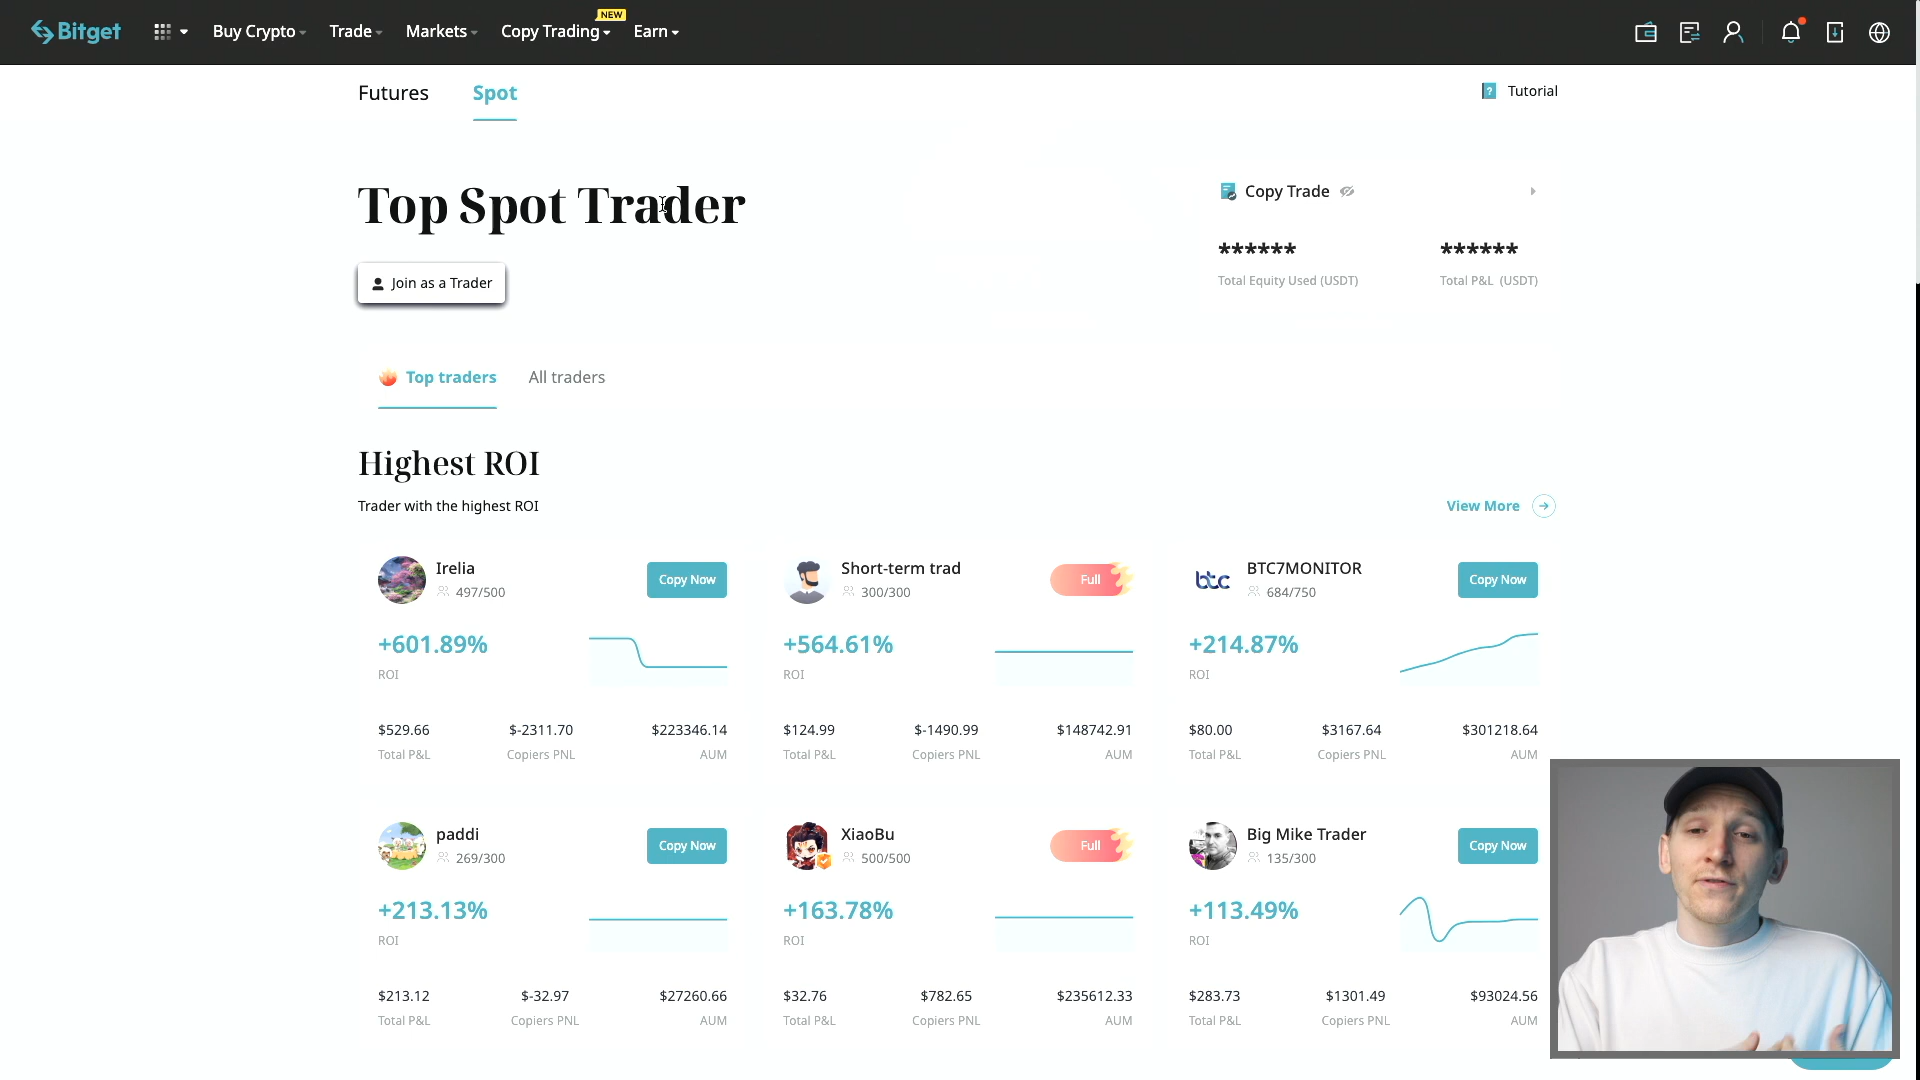 Bitget
Buy Crypto
Trade
Markets
Copy Trading
NEW
Earn
Futures
Spot
Tutorial
Top Spot Trader
Join as a Trader
Copy Trade
******
******
Total Equity Used (USDT)
Total P&L (USDT)
Top traders
All traders
Highest ROI
Trader with the highest ROI
View More
Irelia
497/500
Copy Now
+601.89%
ROI
$529.66
$-2311.70
$223346.14
Total P&L
Copiers PNL
AUM
Short-term trad
300/300
Full
+564.61%
ROI
$124.99
$-1490.99
$148742.91
Total P&L
Copiers PNL
AUM
btc
BTC7MONITOR
684/750
Copy Now
+214.87%
ROI
$80.00
$3167.64
$301218.64
Total P&L
Copiers PNL
AUM
paddi
269/300
Copy Now
+213.13%
ROI
$213.12
$-32.97
$27260.66
Total P&L
Copiers PNL
AUM
XiaoBu
500/500
Full
+163.78%
ROI
$32.76
$782.65
$235612.33
Total P&L
Copiers PNL
AUM
Big Mike Trader
135/300
Copy Now
+113.49%
ROI
$283.73
$1301.49
$93024.56
Total P&L
Copiers PNL
AUM